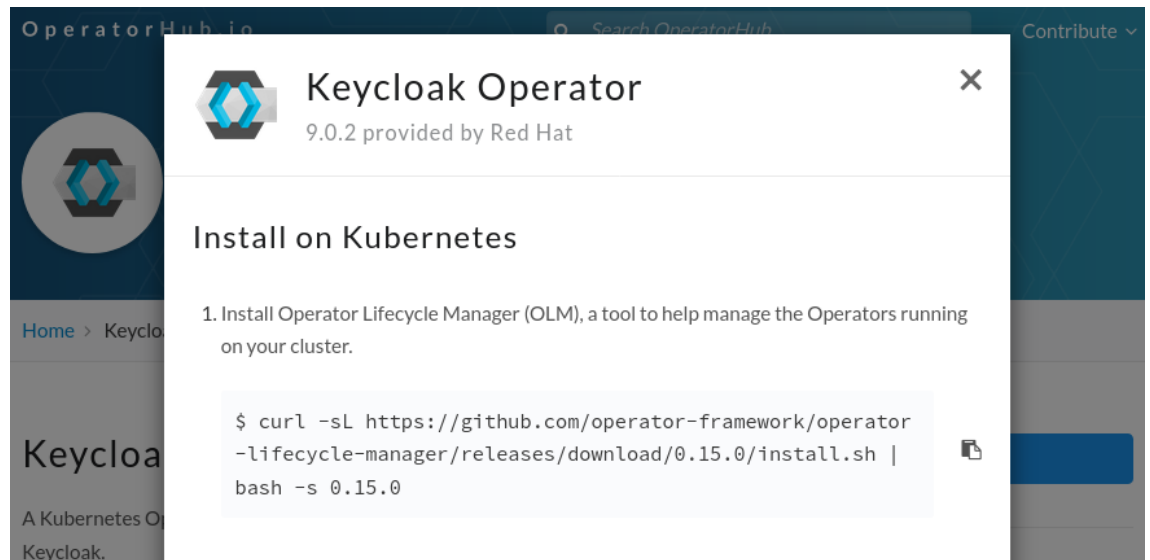 OperatorHub.io
Search OperatorHub
Contribute
Keycloak Operator
9.0.2 provided by Red Hat
Install on Kubernetes
1. Install Operator Lifecycle Manager (OLM), a tool to help manage the Operators running
on your cluster.
$ curl -sL https://github.com/operator-framework/operator
-lifecycle-manager/releases/download/0.15.0/install.sh |
bash -s 0.15.0
Home > Keyclo
Keycloa
A Kubernetes Op
Keycloak.